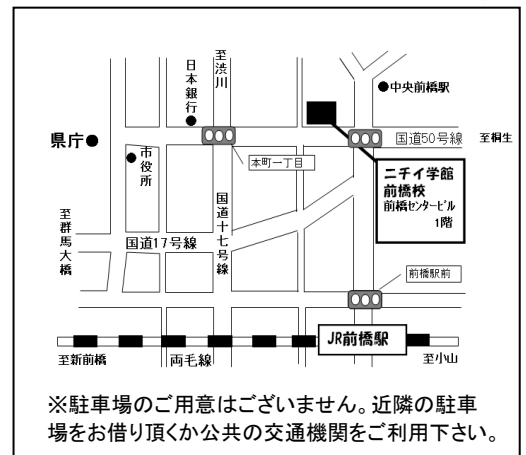 至渋川
日本銀行●
●中央前橋駅
県庁●
●市役所
国道50号線
至桐生
本町一丁目
ニチイ学館
前橋校
前橋センタービル
1階
至群馬大橋
国道17号線
国道十七号線
前橋駅前
JR前橋駅
至新前橋
両毛線
至小山
※駐車場のご用意はございません。近隣の駐車
場をお借り頂くか公共の交通機関をご利用下さい。